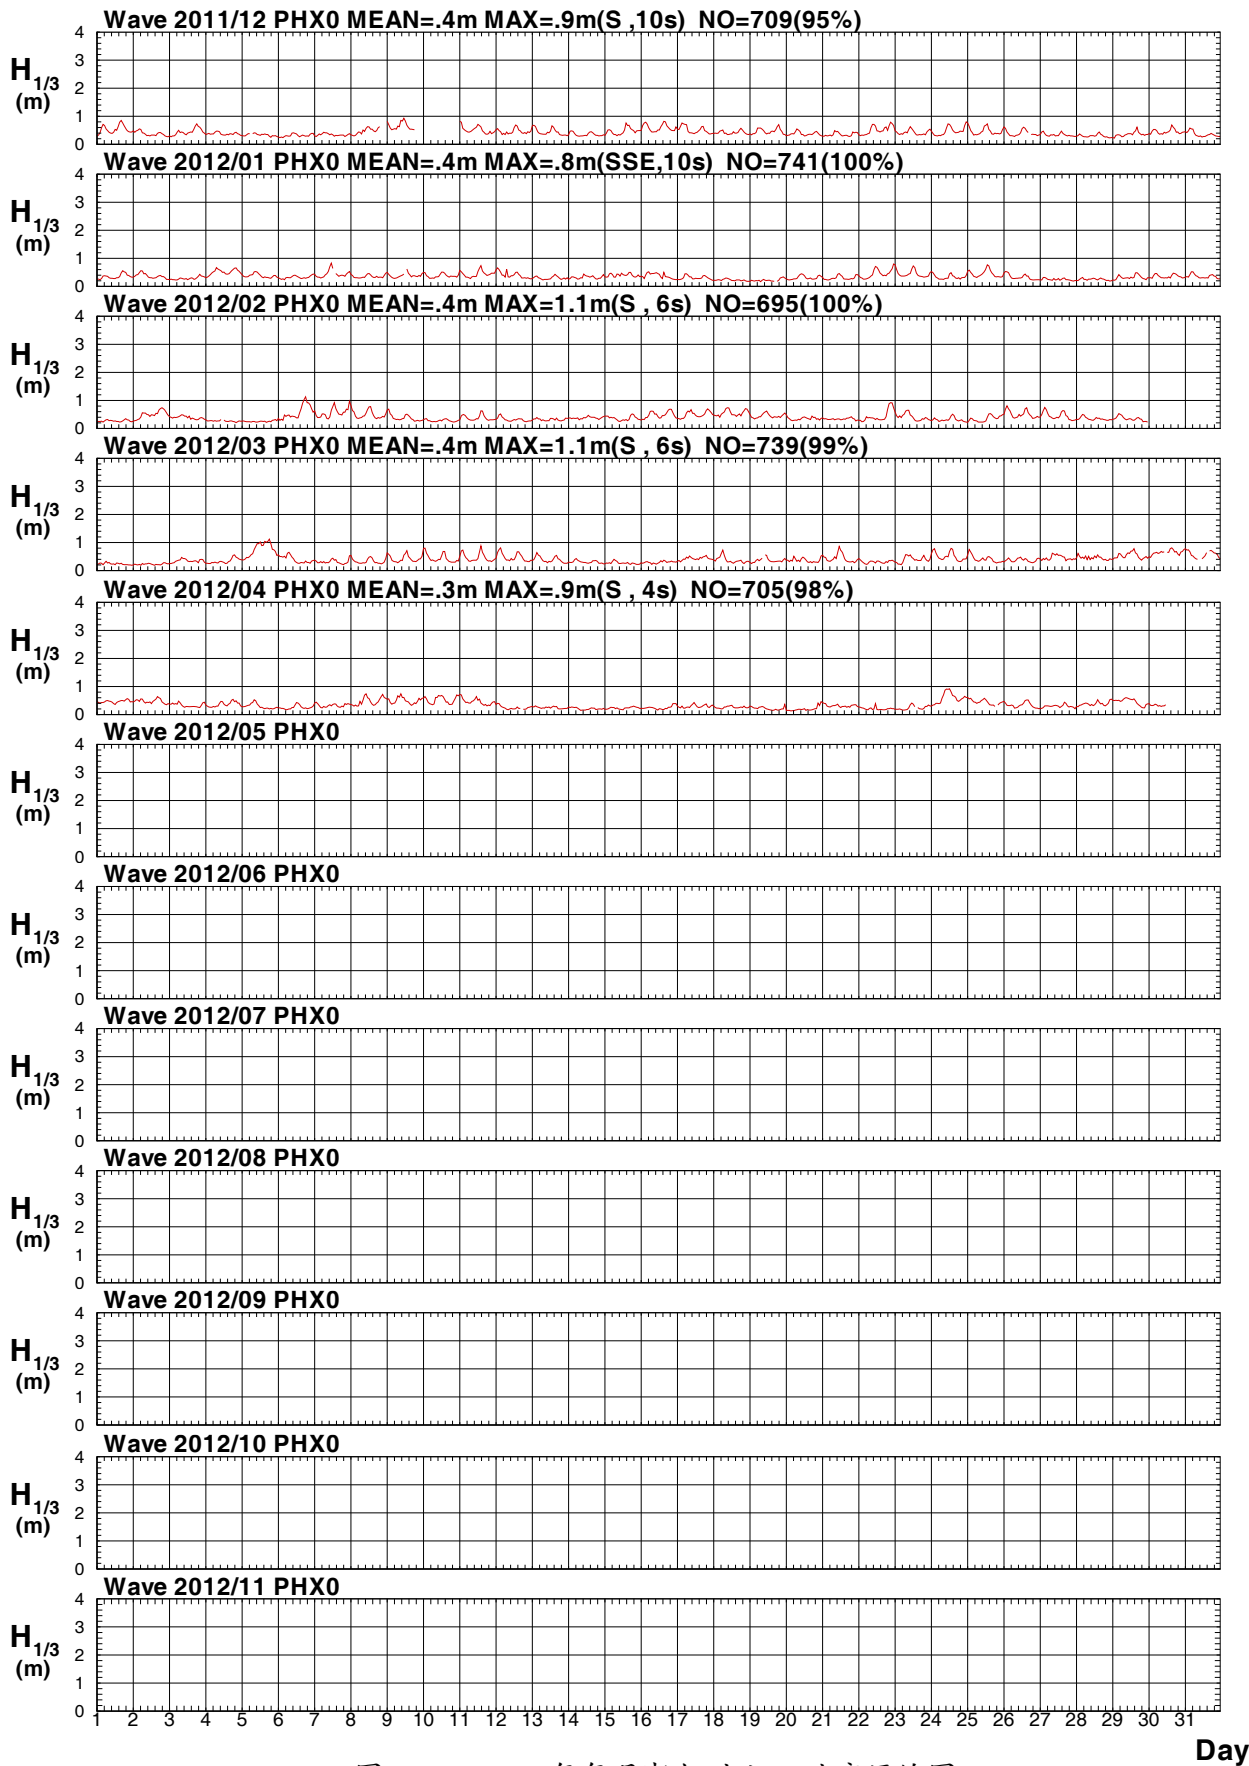 Wave 2011/12 PHX0 MEAN=.4m MAX=.9m(S ,10s) NO=709(95%)
4
3
2
1
0
H1/3
(m)
Wave 2012/01 PHX0 MEAN=.4m MAX=.8m(SSE,10s) NO=741(100%)
4
3
2
1
0
H1/3
(m)
Wave 2012/02 PHX0 MEAN=.4m MAX=1.1m(S , 6s) NO=695(100%)
4
3
2
1
0
H1/3
(m)
Wave 2012/03 PHX0 MEAN=.4m MAX=1.1m(S , 6s) NO=739(99%)
4
3
2
1
0
H1/3
(m)
Wave 2012/04 PHX0 MEAN=.3m MAX=.9m(S , 4s) NO=705(98%)
4
3
2
1
0
H1/3
(m)
Wave 2012/05 PHX0
4
3
2
1
0
H1/3
(m)
Wave 2012/06 PHX0
4
3
2
1
0
H1/3
(m)
Wave 2012/07 PHX0
4
3
2
1
0
H1/3
(m)
Wave 2012/08 PHX0
4
3
2
1
0
H1/3
(m)
Wave 2012/09 PHX0
4
3
2
1
0
H1/3
(m)
Wave 2012/10 PHX0
4
3
2
1
0
H1/3
(m)
Wave 2012/11 PHX0
4
3
2
1
0
H1/3
(m)
1 2 3 4 5 6 7 8 9 10 11 12 13 14 15 16 17 18 19 20 21 22 23 24 25 26 27 28 29 30 31
Day